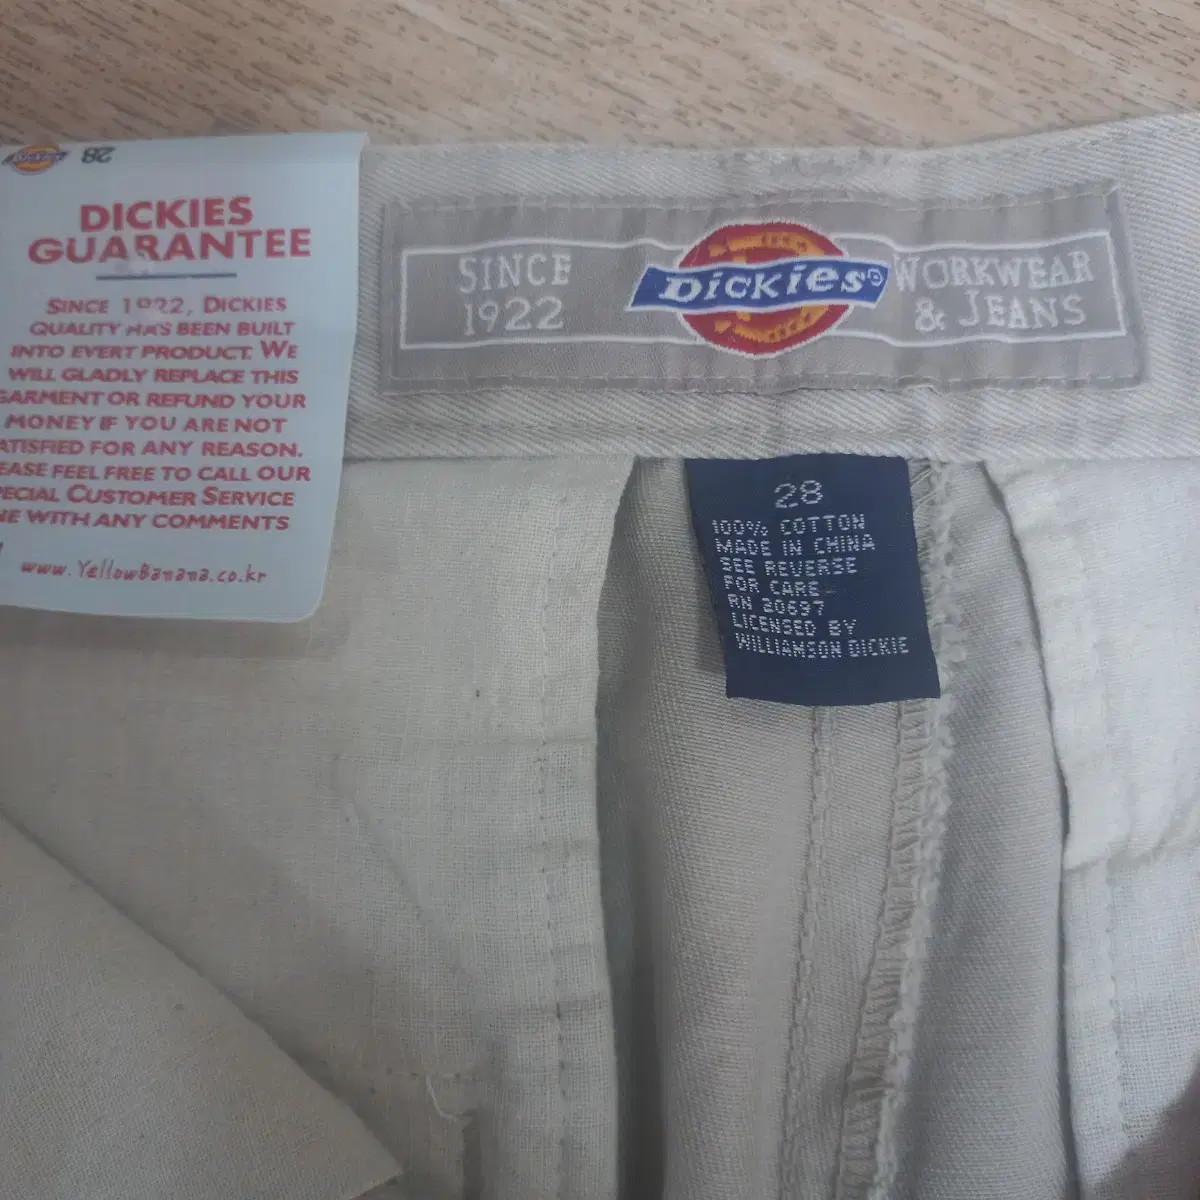 Dickies 28
DICKIES
GUARANTEE
SINCE 1922, DICKIES
QUALITY HAS BEEN BUILT
INTO EVERT PRODUCT. WE
WILL GLADLY REPLACE THIS
GARMENT OR REFUND YOUR
MONEY IF YOU ARE NOT
ATISFIED FOR ANY REASON.
EASE FEEL FREE TO CALL OUR
PECIAL CUSTOMER SERVICE
NE WITH ANY COMMENTS
www.YellowBanana.co.kr
SINCE
1922
Dickies®
WORKWEAR
& JEANS
28
100% COTTON
MADE IN CHINA
SEE REVERSE
FOR CARE
RN 20697
LICENSED BY
WILLIAMSON DICKIE